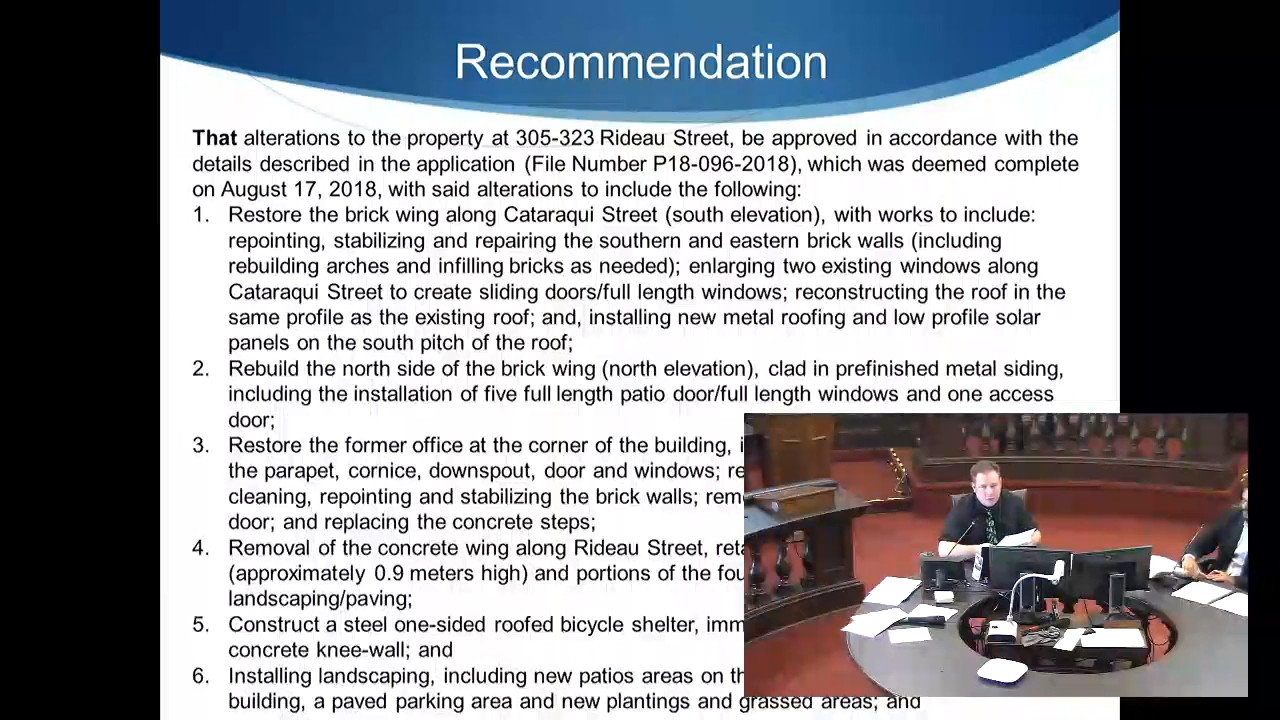 Recommendation
That alterations to the property at 305-323 Rideau Street, be approved in accordance with the
details described in the application (File Number P18-096-2018), which was deemed complete
on August 17, 2018, with said alterations to include the following:
1. Restore the brick wing along Cataraqui Street (south elevation), with works to include:
repointing, stabilizing and repairing the southern and eastern brick walls (including
rebuilding arches and infilling bricks as needed); enlarging two existing windows along
Cataraqui Street to create sliding doors/full length windows; reconstructing the roof in the
same profile as the existing roof; and, installing new metal roofing and low profile solar
panels on the south pitch of the roof;
2. Rebuild the north side of the brick wing (north elevation), clad in prefinished metal siding,
including the installation of five full length patio door/full length windows and one access
door;
3. Restore the former office at the corner of the building,
the parapet, cornice, downspout, door and windows;
cleaning, repointing and stabilizing the brick walls;
door; and replacing the concrete steps;
4. Removal of the concrete wing along Rideau Street,
(approximately 0.9 meters high) and portions of the
landscaping/paving;
5. Construct a steel one-sided roofed bicycle shelter,
concrete knee-wall; and
6. Installing landscaping, including new patios areas on
building, a paved parking area and new plantings and grassed areas; and